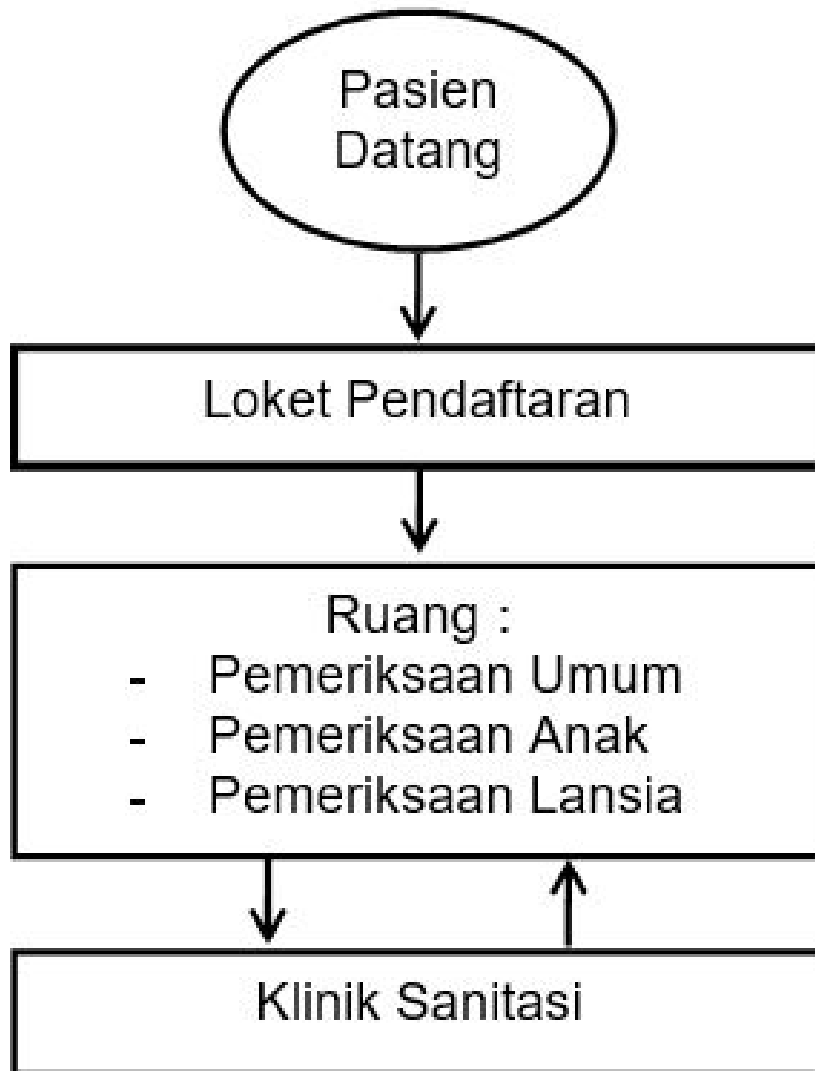 Pasien
Datang
Loket Pendaftaran
Ruang :
- Pemeriksaan Umum
- Pemeriksaan Anak
- Pemeriksaan Lansia
Klinik Sanitasi